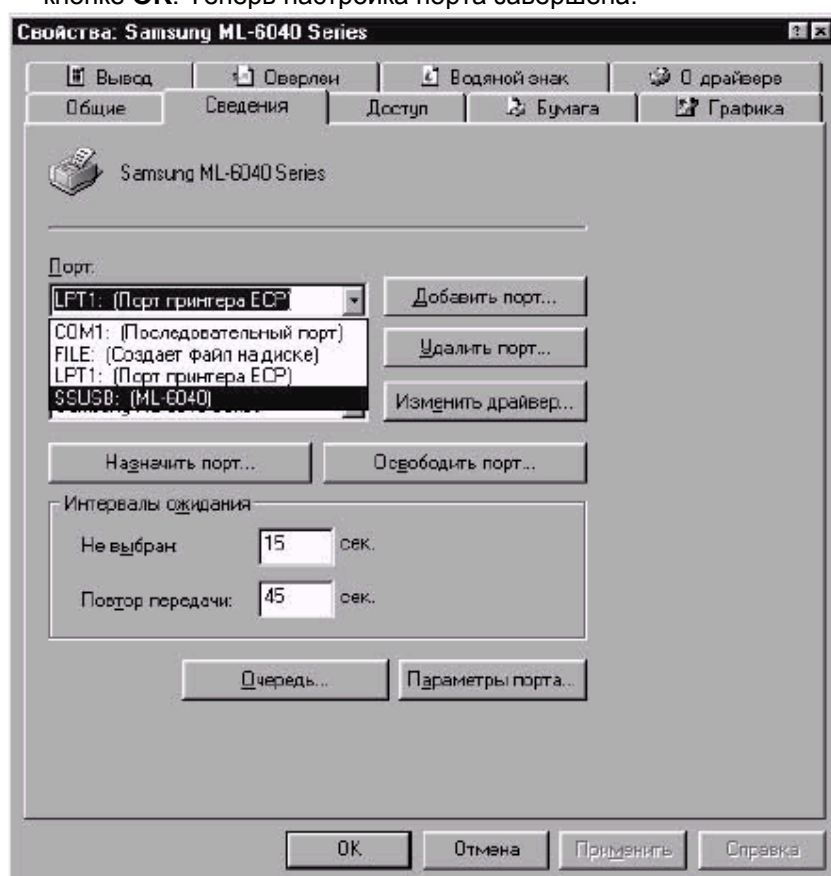 кнопке OK. Теперь настройка порта завершена.
Свойства: Samsung ML-6040 Series
Вывод Оверлеи Водяной знак О драйвере
Общие Сведения Доступ Бумага Графика
Samsung ML-6040 Series
Порт:
LPT1: (Порт принтера ECP) Добавить порт...
COM1: (Последовательный порт)
FILE: (Создает файл на диске) Удалить порт...
LPT1: (Порт принтера ECP)
SSUSB: (ML-6040) Изменить драйвер...
Назначить порт... Освободить порт...
Интервалы ожидания
Не выбран: 15 сек.
Повтор передачи: 45 сек.
Очередь... Параметры порта...
OK Отмена Применить Справка